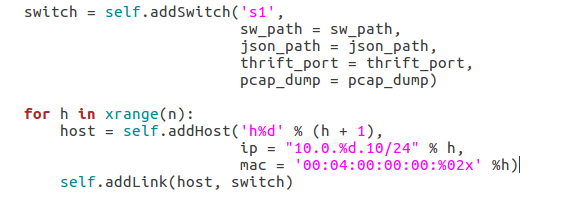 switch = self.addSwitch('s1',
                        sw_path = sw_path,
                        json_path = json_path,
                        thrift_port = thrift_port,
                        pcap_dump = pcap_dump)

for h in xrange(n):
    host = self.addHost('h%d' % (h + 1),
                        ip = "10.0.%d.10/24" % h,
                        mac = '00:04:00:00:00:%02x' %h)
    self.addLink(host, switch)